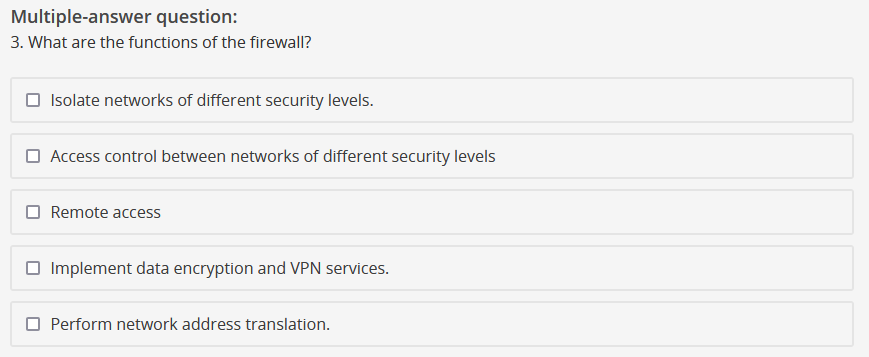 Multiple-answer question:
3. What are the functions of the firewall?
Isolate networks of different security levels.
Access control between networks of different security levels
Remote access
Implement data encryption and VPN services.
Perform network address translation.